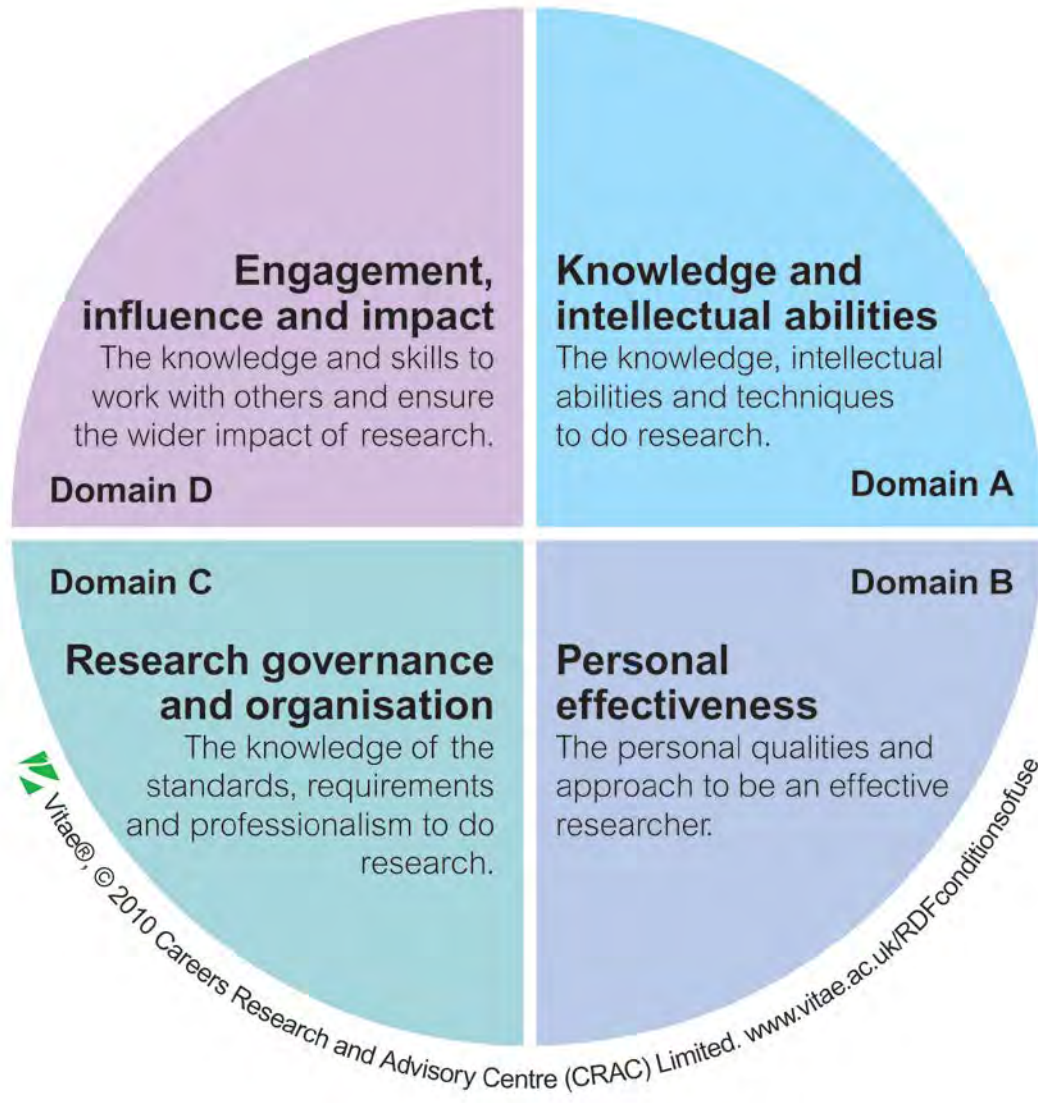 Engagement,
influence and impact
The knowledge and skills to
work with others and ensure
the wider impact of research.
Domain D
Knowledge and
intellectual abilities
The knowledge, intellectual
abilities and techniques
to do research.
Domain A
Domain C
Research governance
and organisation
The knowledge of the
standards, requirements
and professionalism to do
research.
Domain B
Personal
effectiveness
The personal qualities and
approach to be an effective
researcher.
Vitae®, © 2010 Careers Research and Advisory Centre (CRAC) Limited. www.vitae.ac.uk/RDFconditionsofuse